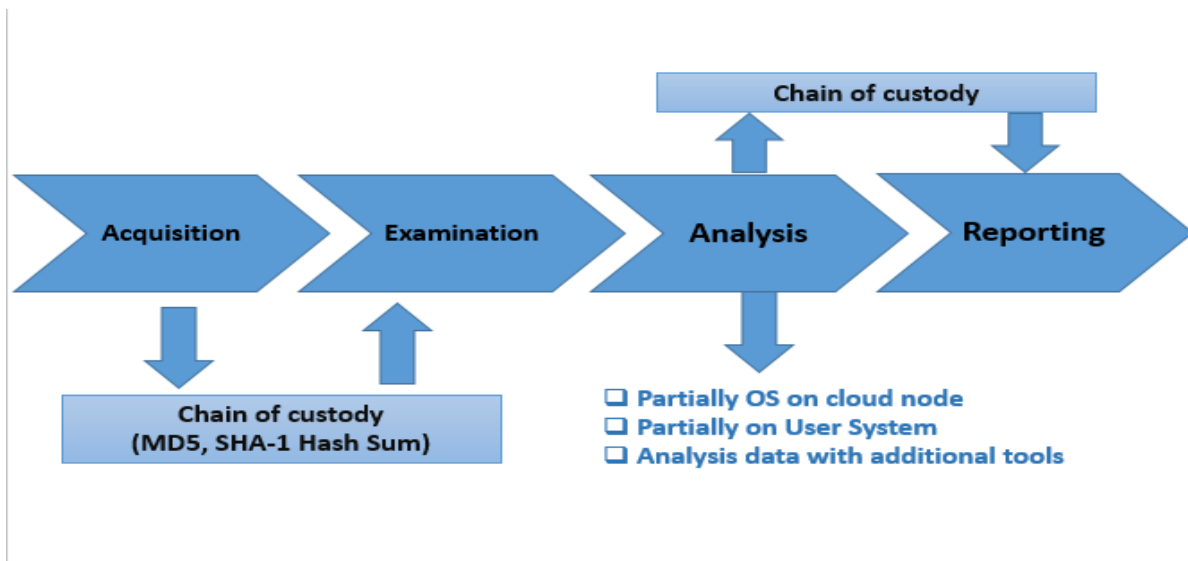 Chain of custody
Acquisition
Examination
Analysis
Reporting
Chain of custody
(MD5, SHA-1 Hash Sum)
Partially OS on cloud node
Partially on User System
Analysis data with additional tools